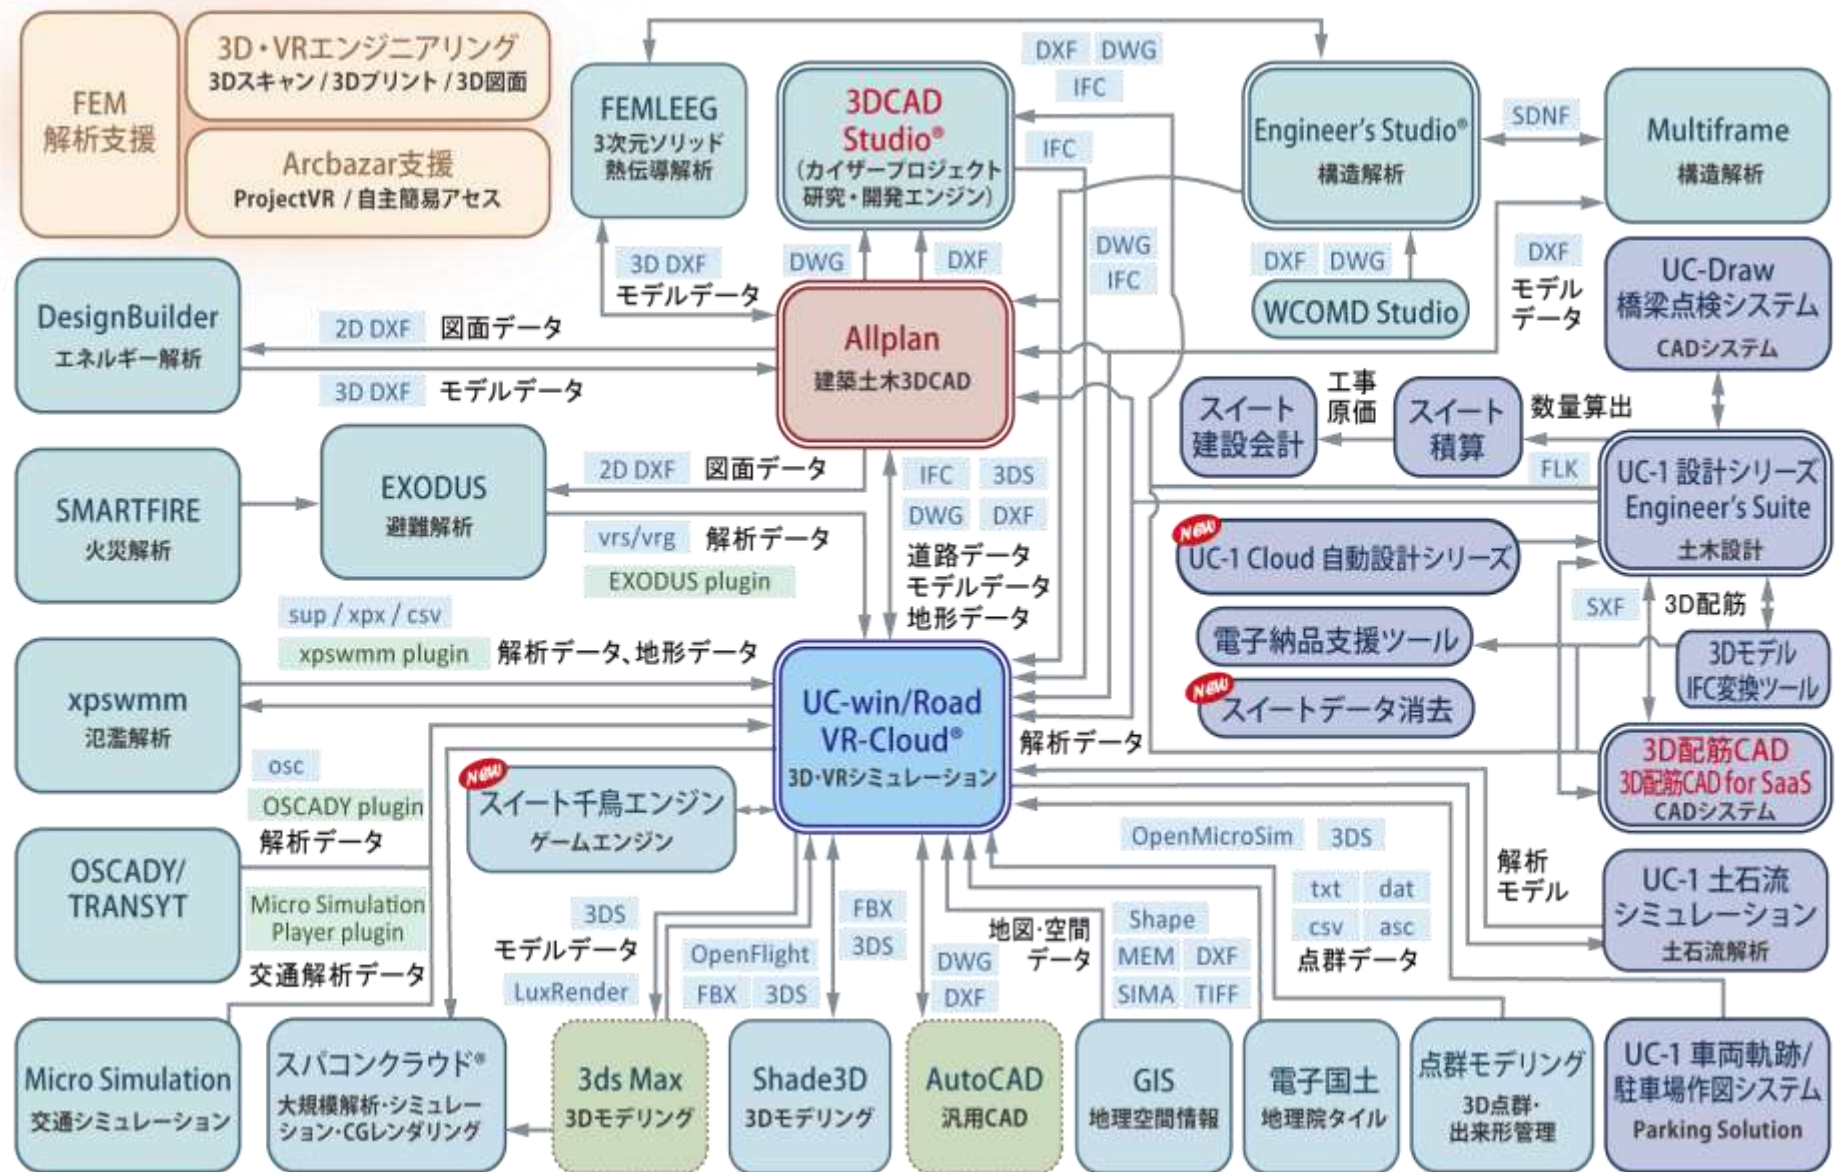 FEM
解析支援
3D・VRエンジニアリング
3Dスキャン / 3Dプリント / 3D図面
Arcbazar支援
ProjectVR / 自主簡易アセス
FEMLEEG
3次元ソリッド
熱伝導解析
3DCAD
Studio®
(カイザープロジェクト
研究・開発エンジン)
DXF DWG
IFC
IFC
Engineer's Studio®
構造解析
SDNF
Multiframe
構造解析
3D DXF
モデルデータ
DWG
DXF
DWG
IFC
DXF DWG
WCOMD Studio
DXF
モデル
データ
UC-Draw
橋梁点検システム
CADシステム
DesignBuilder
エネルギー解析
2D DXF 図面データ
3D DXF モデルデータ
Allplan
建築土木3DCAD
スイート
建設会計
工事
原価
スイート
積算
数量算出
FLK
UC-1 設計シリーズ
Engineer's Suite
土木設計
SMARTFIRE
火災解析
EXODUS
避難解析
2D DXF 図面データ
vrs/vrg 解析データ
EXODUS plugin
IFC 3DS
DWG DXF
道路データ
モデルデータ
地形データ
NEW
UC-1 Cloud 自動設計シリーズ
SXF
3D配筋
電子納品支援ツール
3Dモデル
IFC変換ツール
NEW
スイートデータ消去
sup / xpx / csv
xpswmm plugin 解析データ、地形データ
xpswmm
氾濫解析
UC-win/Road
VR-Cloud®
3D・VRシミュレーション
解析データ
3D配筋CAD
3D配筋CAD for SaaS
CADシステム
osc
OSCADY plugin
解析データ
NEW
スイート千鳥エンジン
ゲームエンジン
OSCADY/
TRANSYT
Micro Simulation
Player plugin
交通解析データ
3DS
モデルデータ
LuxRender
OpenFlight
FBX 3DS
FBX
3DS
DWG
DXF
地図・空間
データ
OpenMicroSim 3DS
Shape
MEM DXF
SIMA TIFF
txt dat
csv asc
点群データ
解析
モデル
UC-1 土石流
シミュレーション
土石流解析
Micro Simulation
交通シミュレーション
スパコンクラウド®
大規模解析・シミュレー
ション・CGレンダリング
3ds Max
3Dモデリング
Shade3D
3Dモデリング
AutoCAD
汎用CAD
GIS
地理空間情報
電子国土
地理院タイル
点群モデリング
3D点群・
出来形管理
UC-1 車両軌跡/
駐車場作図システム
Parking Solution